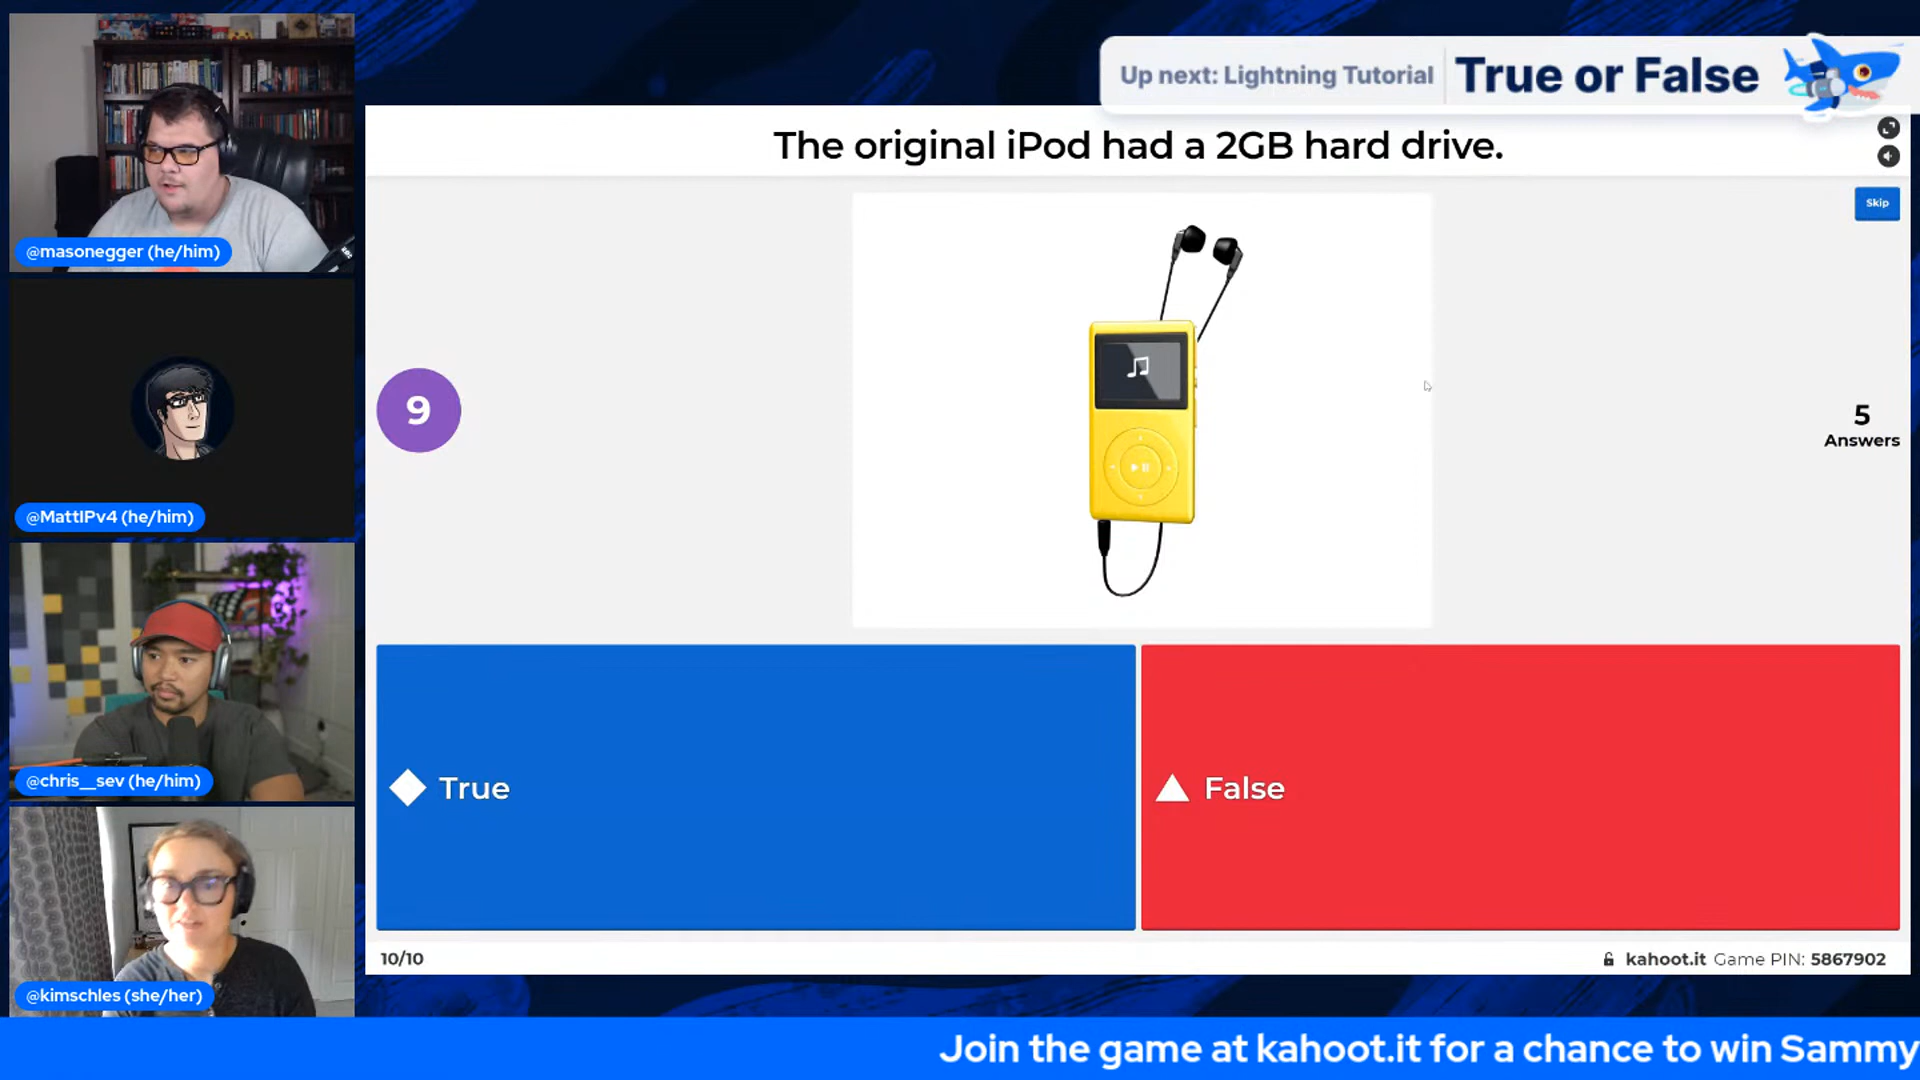 @masonegger (he/him)
@MattIPv4 (he/him)
@chris__sev (he/him)
@kimschles (she/her)
Up next: Lightning Tutorial
True or False
The original iPod had a 2GB hard drive.
Skip
9
5
Answers
True
False
10/10
kahoot.it Game PIN: 5867902
Join the game at kahoot.it for a chance to win Sammy